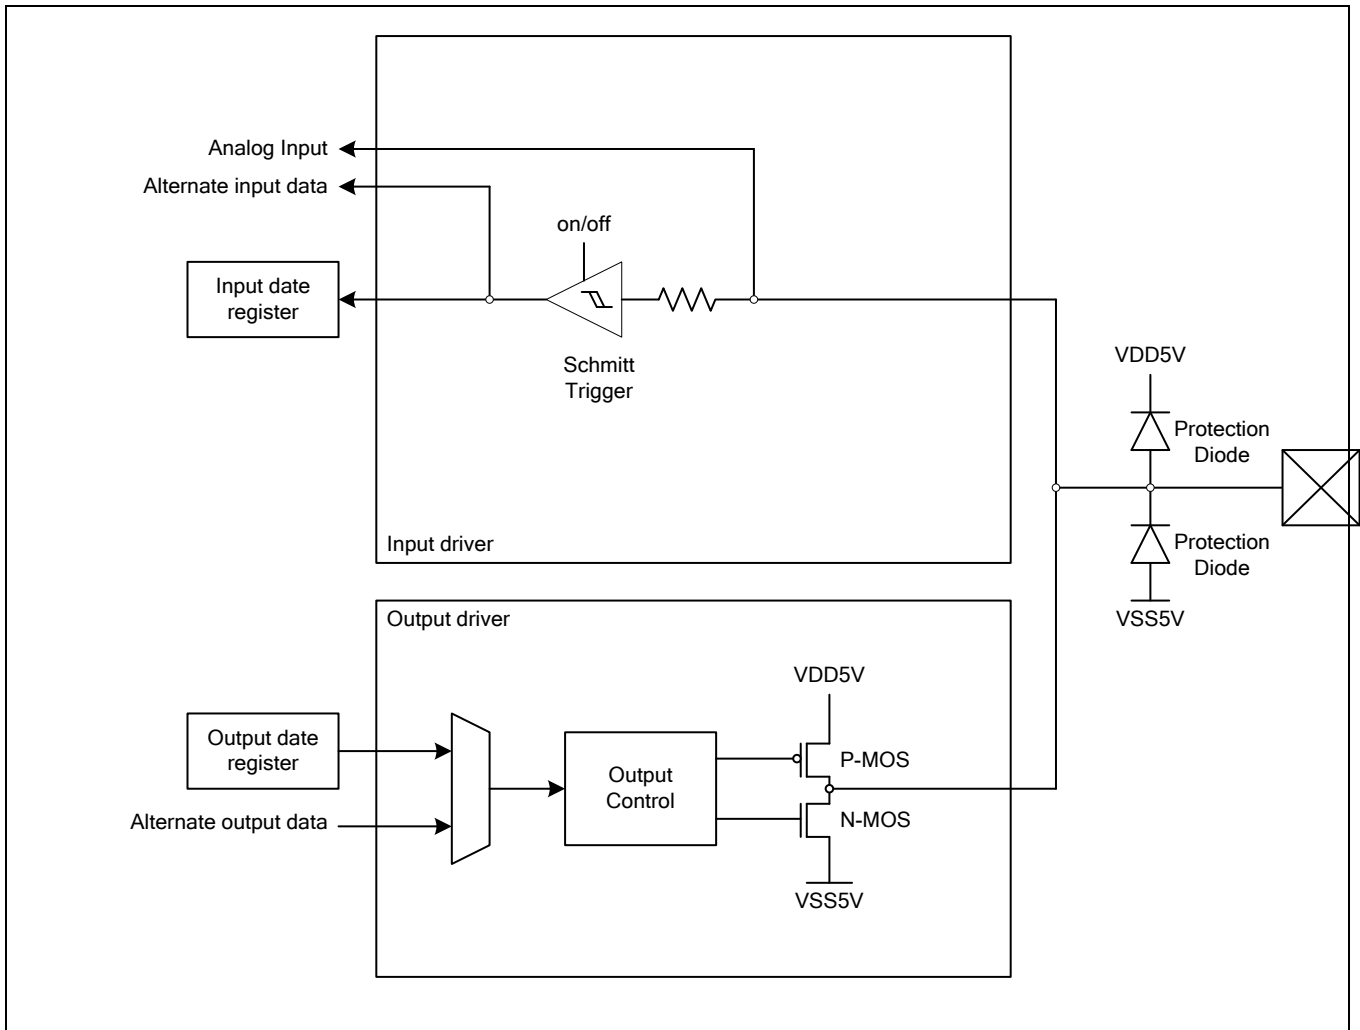 Analog Input
Alternate input data
on/off
Input date
register
Schmitt
Trigger
VDD5V
Protection
Diode
Protection
Diode
VSS5V
Input driver
Output driver
VDD5V
Output date
register
P-MOS
Output
Control
Alternate output data
N-MOS
VSS5V